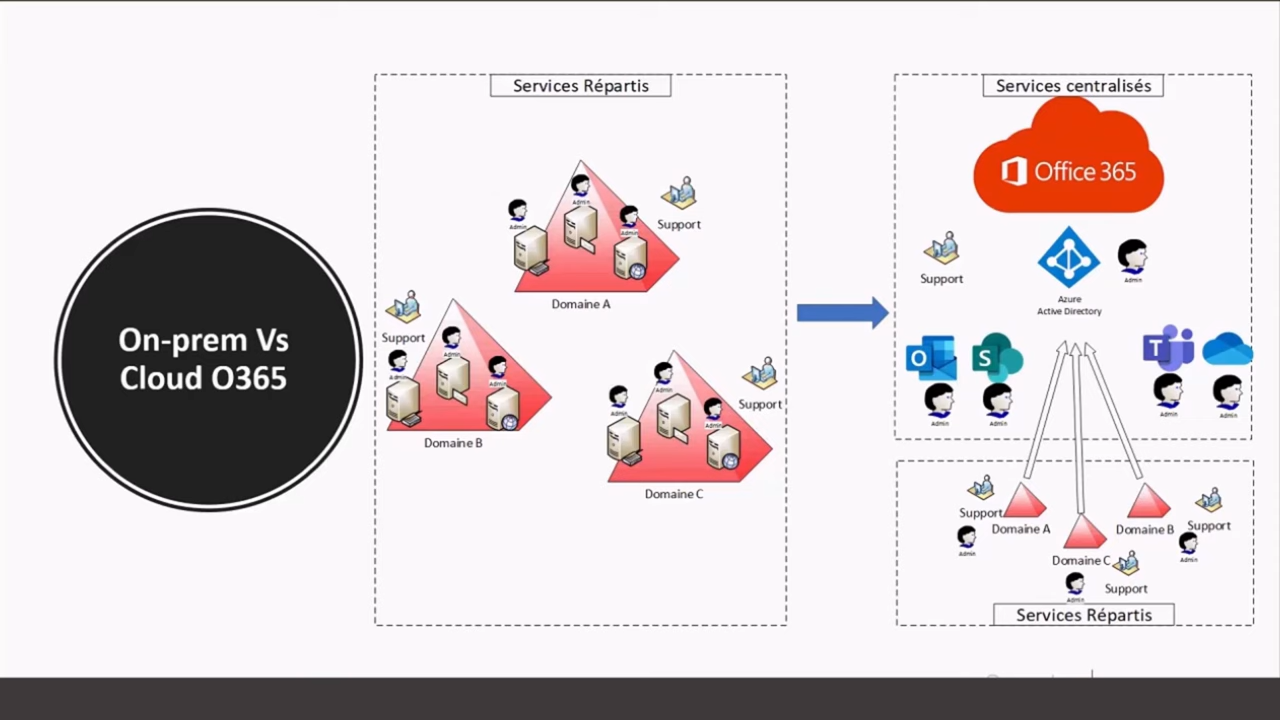 On-prem Vs
Cloud O365
Services Répartis
Admin
Admin
Admin
Support
Domaine A
Support
Admin
Admin
Admin
Domaine B
Admin
Admin
Admin
Support
Domaine C
Services centralisés
Office 365
Support
Azure
Active Directory
Admin
Admin
Admin
Admin
Admin
Support
Domaine A
Admin
Domaine B
Support
Admin
Domaine C
Support
Admin
Services Répartis